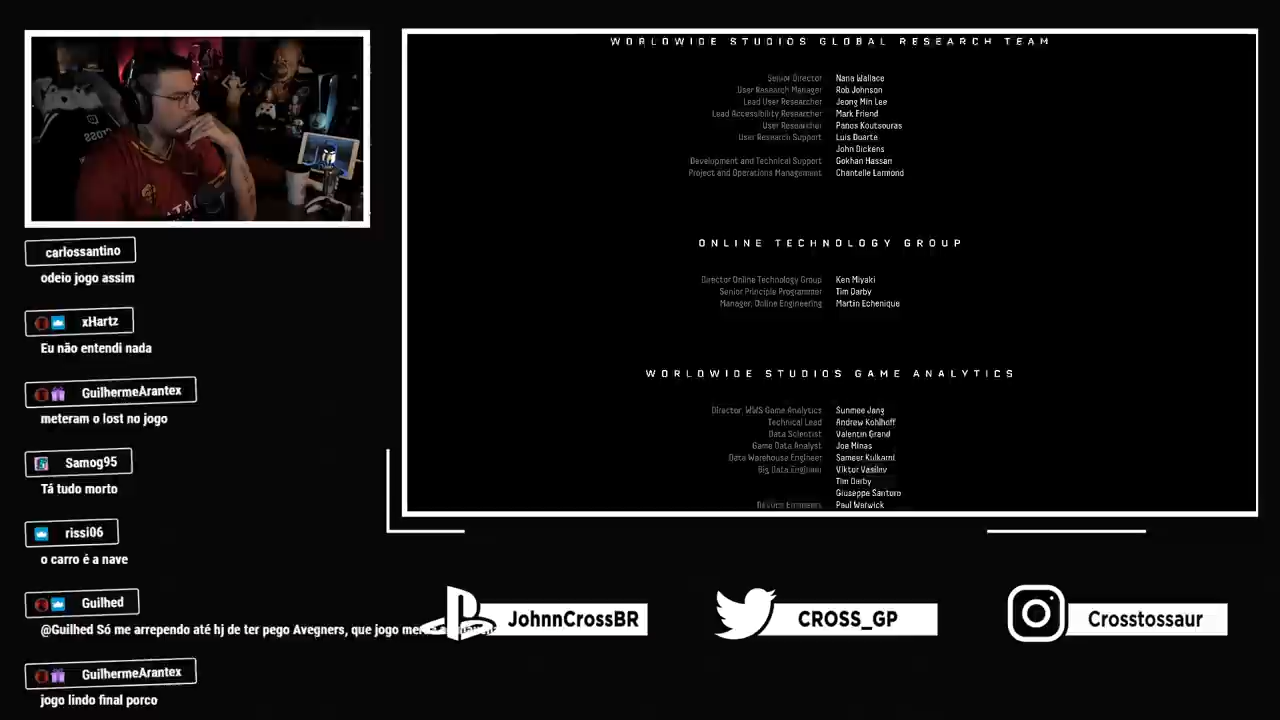 WORLDWIDE STUDIOS GLOBAL RESEARCH TEAM
Senior Director Nana Wallace
User Research Manager Rob Johnson
Lead User Researcher Jeong Min Lee
Lead Accessibility Researcher Mark Friend
User Researcher Panos Koutsouras
User Research Support Luis Duarte
John Dickens
Development and Technical Support Gokhan Hassan
Project and Operations Management Chantelle Larmond
ONLINE TECHNOLOGY GROUP
Director Online Technology Group Ken Miyaki
Senior Principle Programmer Tim Darby
Manager, Online Engineering Martin Echenique
WORLDWIDE STUDIOS GAME ANALYTICS
Director, WWS Game Analytics Sunmee Jang
Technical Lead Andrew Kohlhoff
Data Scientist Valentin Grand
Game Data Analyst Joe Minas
Data Warehouse Engineer Sameer Kulkarni
Big Data Engineer Viktor Vasilev
Tim Darby
Giuseppe Santoro
Paul Warwick
carlossantino
odeio jogo assim
xHartz
Eu não entendi nada
GuilhermeArantex
meteram o lost no jogo
Samog95
Tá tudo morto
rissi06
o carro é a nave
Guilhed
@Guilhed Só me arrependo até hj de ter pego Avegners, que jogo
GuilhermeArantex
jogo lindo final porco
JohnnCrossBR
CROSS_GP
Crosstossaur